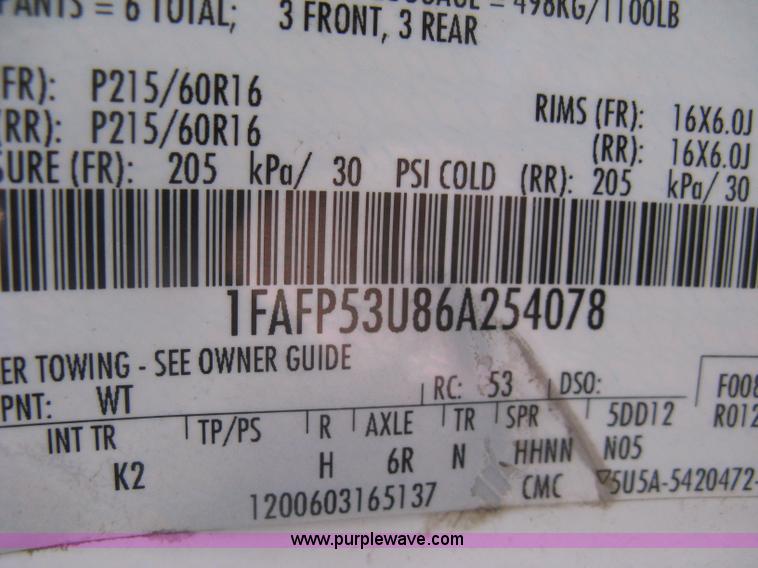 PANTS = 6 TOTAL; 3 FRONT, 3 REAR = 498KG/1100LB
(FR): P215/60R16 RIMS (FR): 16X6.0J
(RR): P215/60R16 (RR): 16X6.0J
SURE (FR): 205 kPa/ 30 PSI COLD (RR): 205 kPa/ 30
1FAFP53U86A254078
ER TOWING - SEE OWNER GUIDE
PNT: WT RC: 53 DSO: F008
INT TR TP/PS R AXLE TR SPR 5DD12 R012
K2 H 6R N HHNN N05
1200603165137 CMC 5U5A-5420472-
www.purplewave.com